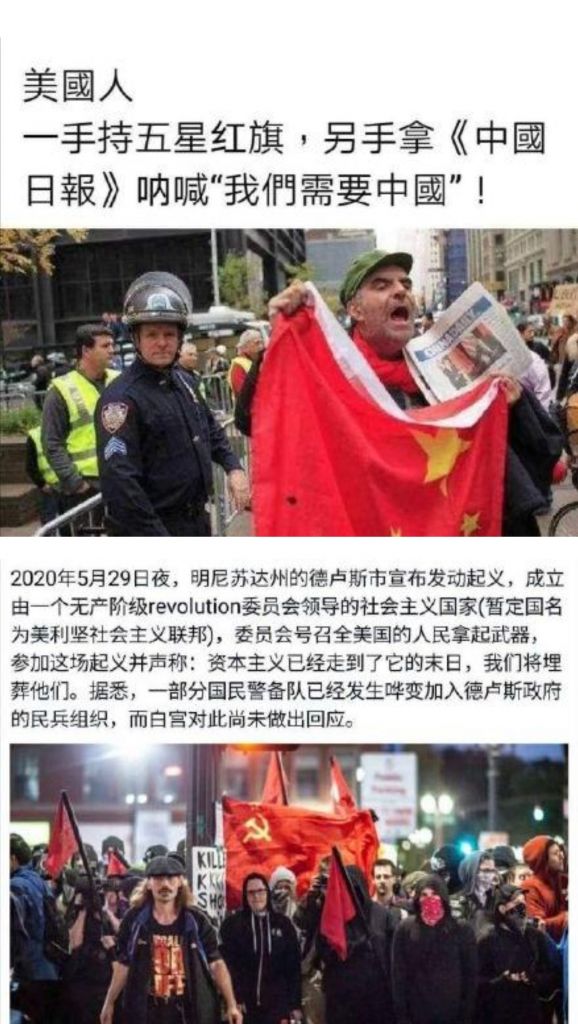 美國人
一手持五星红旗，另手拿《中國
日報》呐喊“我們需要中國”！
CHINA DAILY
2020年5月29日夜，明尼苏达州的德卢斯市宣布发动起义，成立
由一个无产阶级revolution委员会领导的社会主义国家(暂定国名
为美利坚社会主义联邦)，委员会号召全美国的人民拿起武器，
参加这场起义并声称：资本主义已经走到了它的末日，我们将埋
葬他们。据悉，一部分国民警备队已经发生哗变加入德卢斯政府
的民兵组织，而白宫对此尚未做出回应。
Public
Parking
KILL
K
SHO